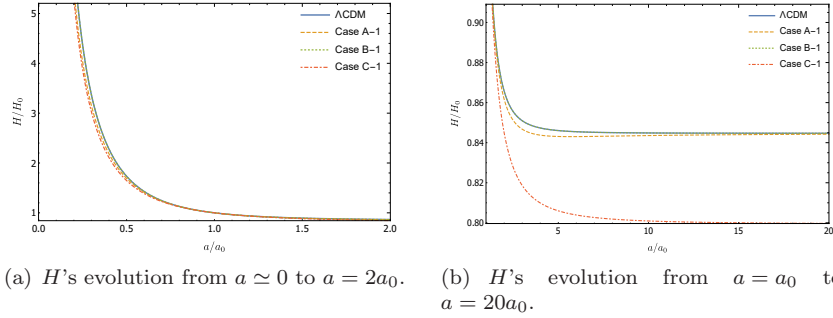 5
4
3
2
1
0.0
0.5
1.0
1.5
2.0
H/H₀
a/a₀
ΛCDM
Case A-1
Case B-1
Case C-1
0.90
0.88
0.86
0.84
0.82
0.80
5
10
15
20
H/H₀
a/a₀
ΛCDM
Case A-1
Case B-1
Case C-1
(a) H's evolution from a ≃ 0 to a = 2a₀.
(b) H's evolution from a = a₀ to
a = 20a₀.